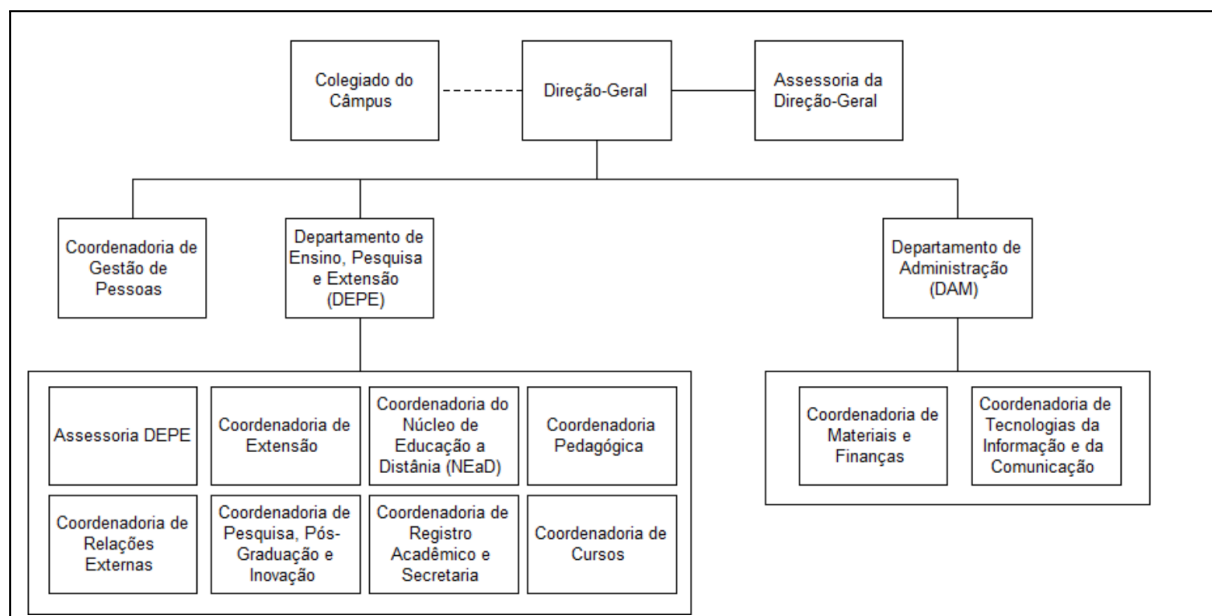 Colegiado do
Câmpus
Direção-Geral
Assessoria da
Direção-Geral
Coordenadoria de
Gestão de
Pessoas
Departamento de
Ensino, Pesquisa
e Extensão
(DEPE)
Departamento de
Administração
(DAM)
Assessoria DEPE
Coordenadoria de
Extensão
Coordenadoria do
Núcleo de
Educação a
Distânia (NEaD)
Coordenadoria
Pedagógica
Coordenadoria de
Relações
Externas
Coordenadoria de
Pesquisa, Pós-
Graduação e
Inovação
Coordenadoria de
Registro
Acadêmico e
Secretaria
Coordenadoria de
Cursos
Coordenadoria de
Materiais e
Finanças
Coordenadoria de
Tecnologias da
Informação e da
Comunicação